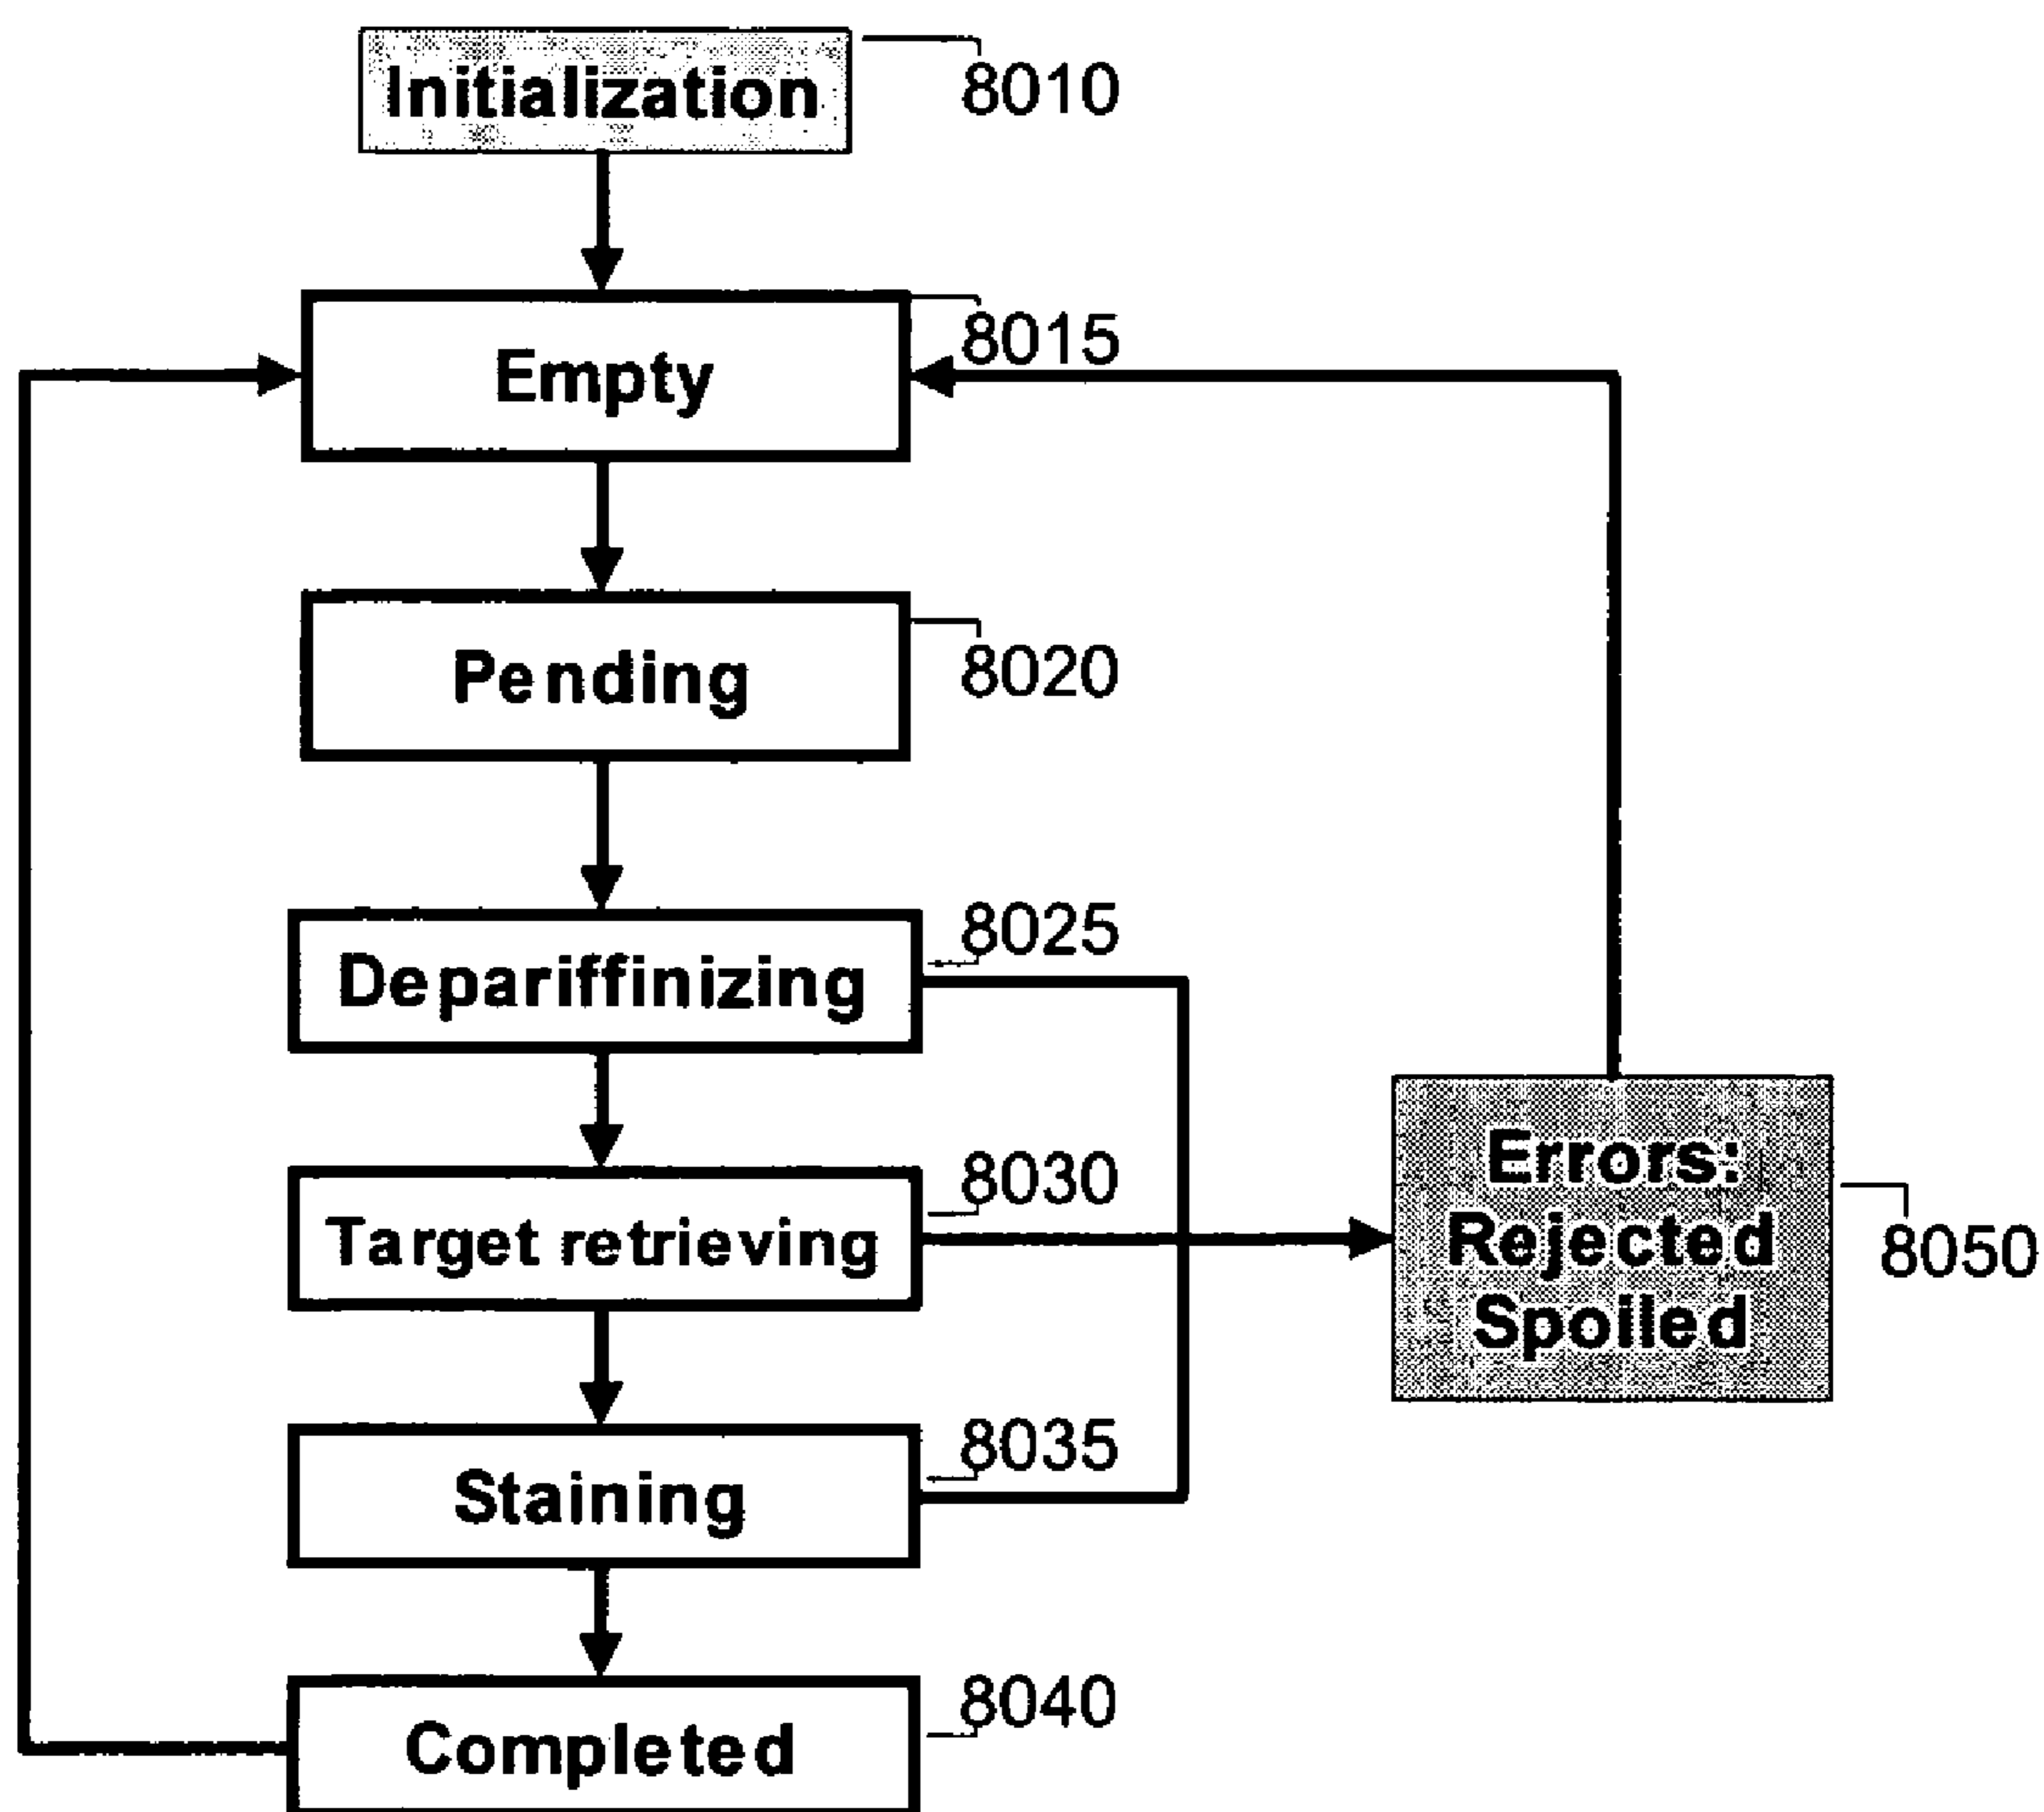 Initialization
8010
Empty
8015
Pending
8020
Depariffinizing
8025
Target retrieving
8030
Errors:
Rejected
Spoiled
8050
Staining
8035
Completed
8040